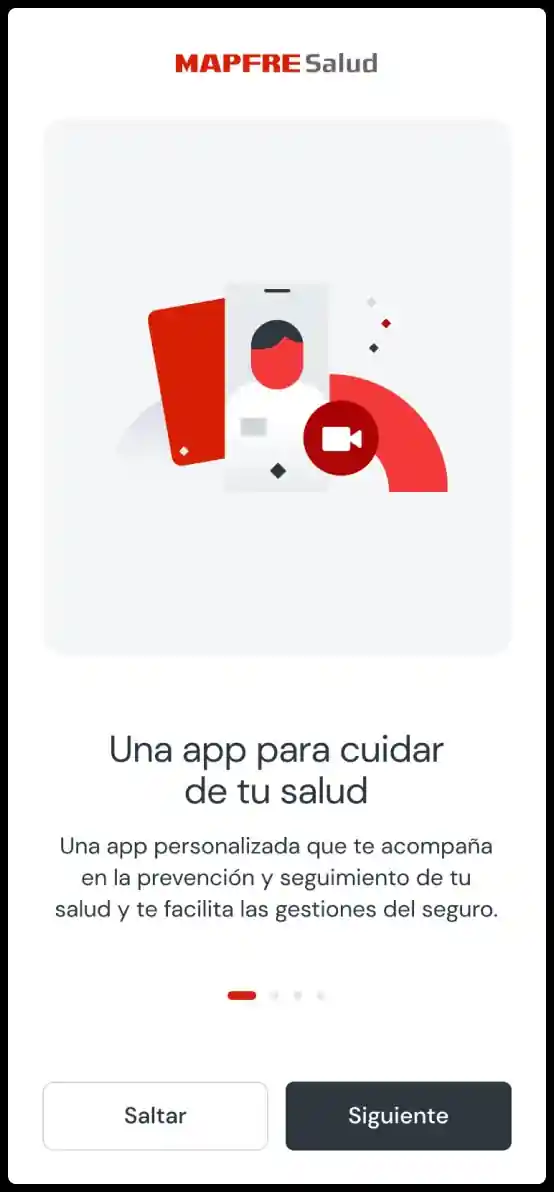 MAPFRE Salud
Una app para cuidar
de tu salud
Una app personalizada que te acompaña
en la prevención y seguimiento de tu
salud y te facilita las gestiones del seguro.
Saltar
Siguiente